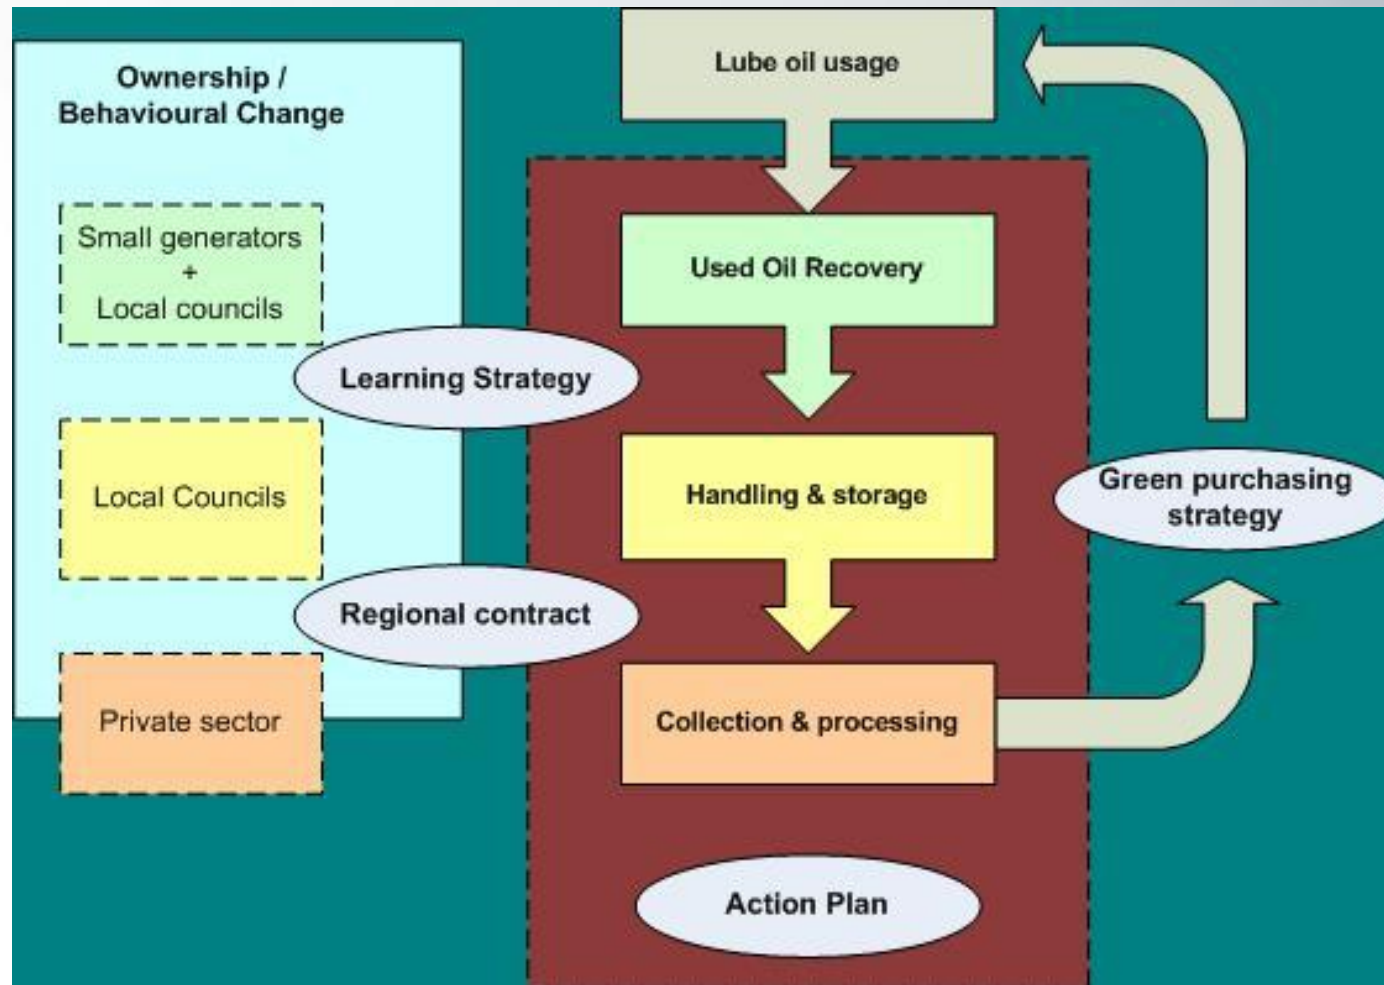 Ownership /
Behavioural Change
Small generators
+
Local councils
Learning Strategy
Local Councils
Regional contract
Private sector
Lube oil usage
Used Oil Recovery
Handling & storage
Collection & processing
Action Plan
Green purchasing
strategy